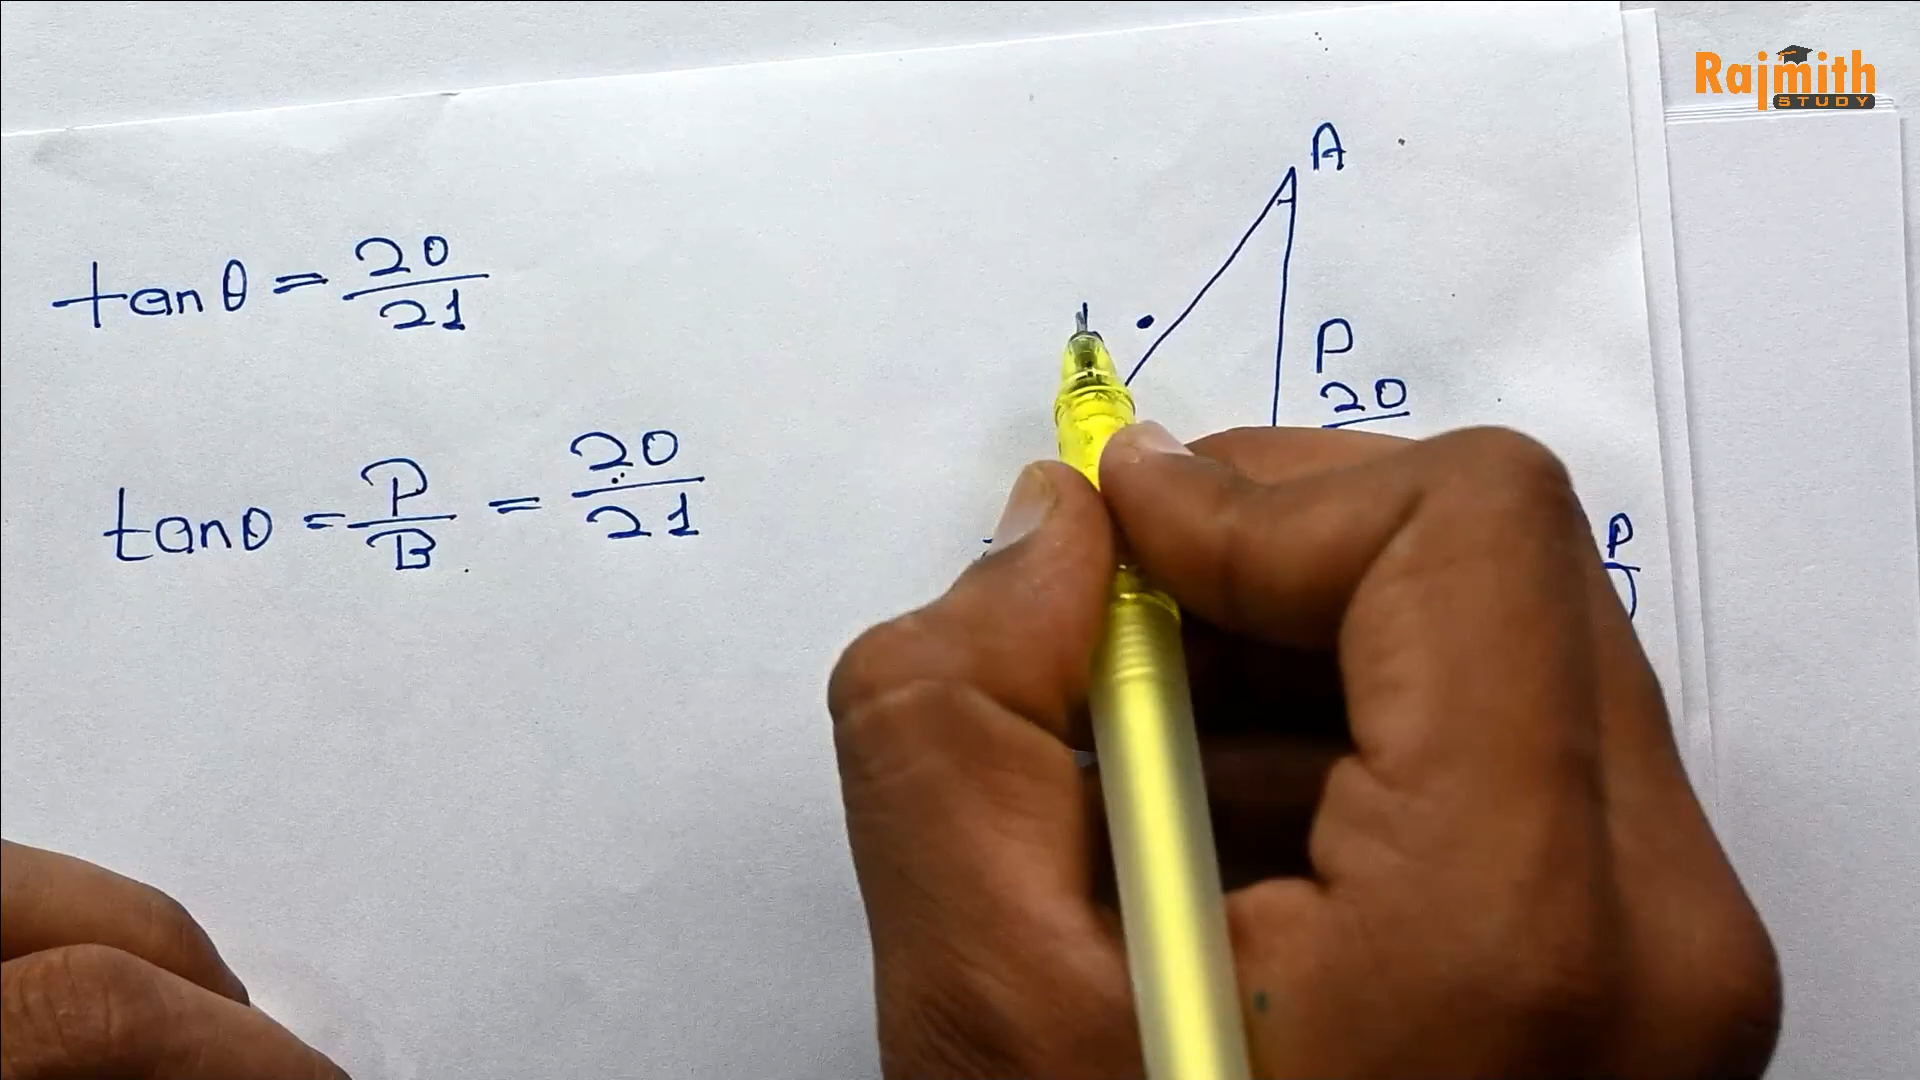 Rajmith
STUDY
A
tan θ = 20/21
P
20
tan θ = P/B = 20/21
P